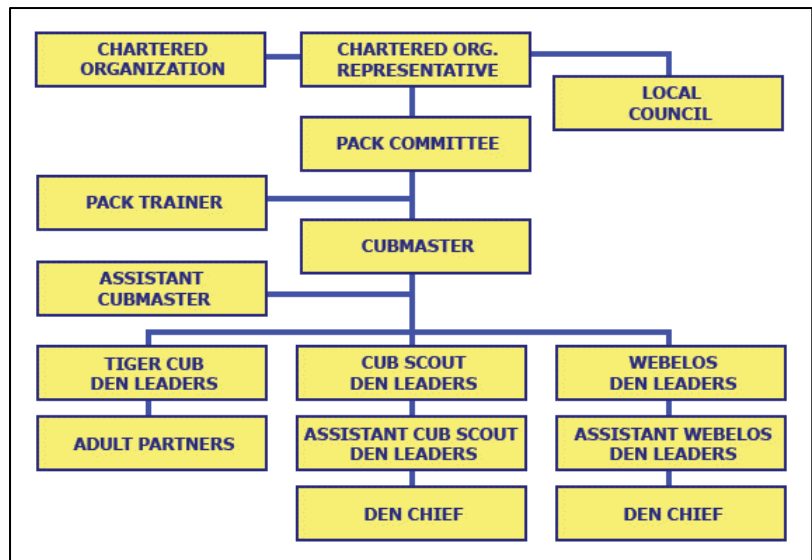 CHARTERED
ORGANIZATION
CHARTERED ORG.
REPRESENTATIVE
LOCAL
COUNCIL
PACK COMMITTEE
PACK TRAINER
CUBMASTER
ASSISTANT
CUBMASTER
TIGER CUB
DEN LEADERS
CUB SCOUT
DEN LEADERS
WEBELOS
DEN LEADERS
ADULT PARTNERS
ASSISTANT CUB SCOUT
DEN LEADERS
ASSISTANT WEBELOS
DEN LEADERS
DEN CHIEF
DEN CHIEF